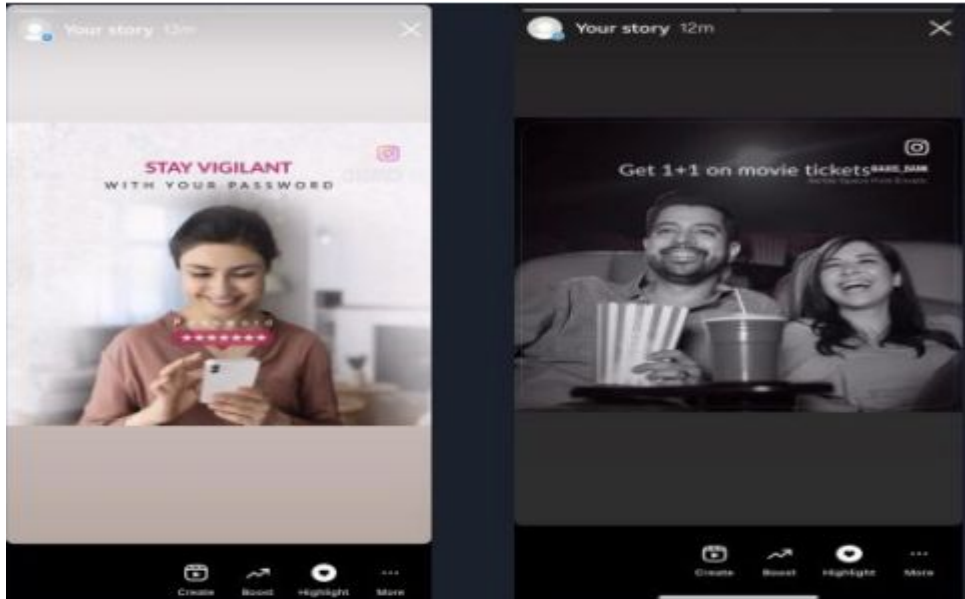 Your story 12m
STAY VIGILANT
WITH YOUR PASSWORD
Password
*******
Create Boost Highlight More
Your story 12m
Get 1+1 on movie tickets
Create Boost Highlight More